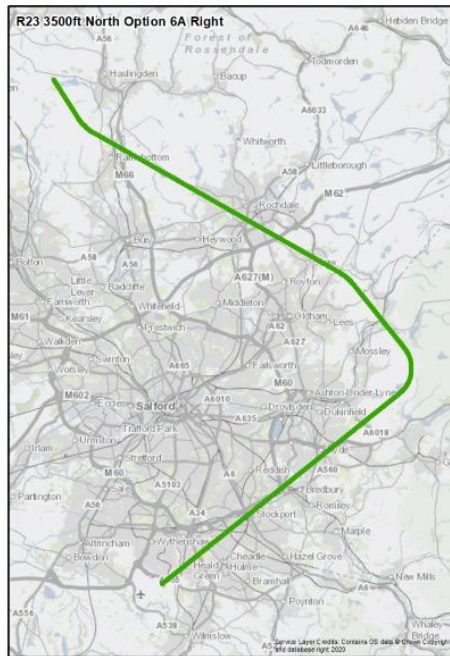 R23 3500ft North Option 6A Right
A56
A646
Hebden Bridge
Forest of
Rossendale
Todmorden
Haslingden
Bacup
A6033
Whitworth
Ramsbottom
Littleborough
A58
M66
M62
Rochdale
Bury
Heywood
A58
Bolton
A56
A627(M)
Royton
Little
Lever
Radcliffe
Farnworth
Whitefield
Middleton
Oldham
M61
Kearsley
A62
Lees
Prestwich
A627
Walkden
Mossley
Swinton
A665
Failsworth
Worsley
M60
M602
Eccles
Salford
A6010
Ashton-Under-Lyne
Droylsden
Dukinfield
Trafford Park
A635
A6018
Urmston
Irlam
Hyde
Stretford
A6
Reddish
A560
M60
Partington
Sale
A5103
Bredbury
Romiley
A56
A34
Stockport
Marple
Altrincham
Wythenshawe
Cheadle
Hulme
Hazel Grove
Bowdon
Heald
Green
Bramhall
New Mills
A6
A556
Poynton
A538
Wilmslow
Whaley
Bridge
Service Layer Credits: Contains OS data © Crown Copyright
and database right 2020